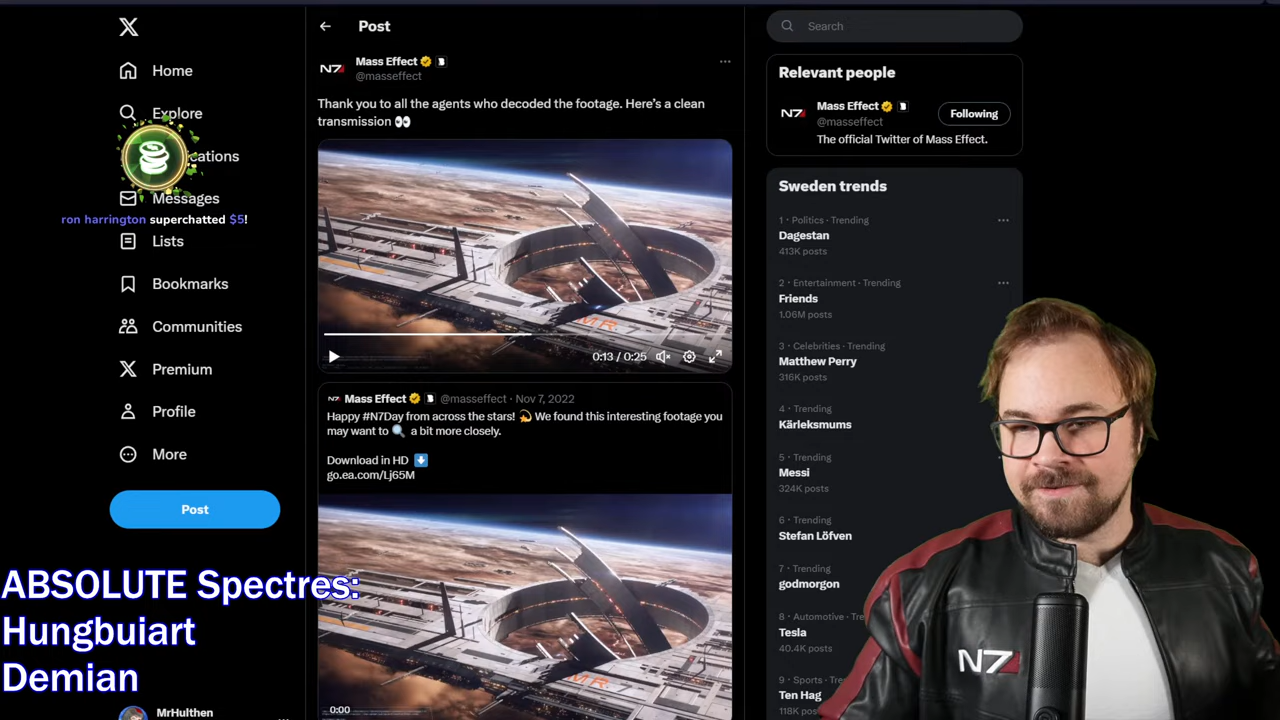 Home
Explore
cations
Messages
ron harrington superchatted $5!
Lists
Bookmarks
Communities
Premium
Profile
More
Post
ABSOLUTE Spectres:
Hungbuiart
Demian
MrHulthen
Post
N7
Mass Effect
@masseffect
Thank you to all the agents who decoded the footage. Here's a clean
transmission 👀
0:13 / 0:25
N7 Mass Effect @masseffect · Nov 7, 2022
Happy #N7Day from across the stars! 💫 We found this interesting footage you
may want to 🔍 a bit more closely.
Download in HD ⬇️
go.ea.com/Lj65M
MR
0:00
Search
Relevant people
N7
Mass Effect
@masseffect
Following
The official Twitter of Mass Effect.
Sweden trends
1 · Politics · Trending
Dagestan
413K posts
2 · Entertainment · Trending
Friends
1.06M posts
3 · Celebrities · Trending
Matthew Perry
316K posts
4 · Trending
Kärleksmums
5 · Trending
Messi
324K posts
6 · Trending
Stefan Löfven
7 · Trending
godmorgon
8 · Automotive · Tre
Tesla
40.4K posts
9 · Sports · Tren
Ten Hag
118K posts
N7